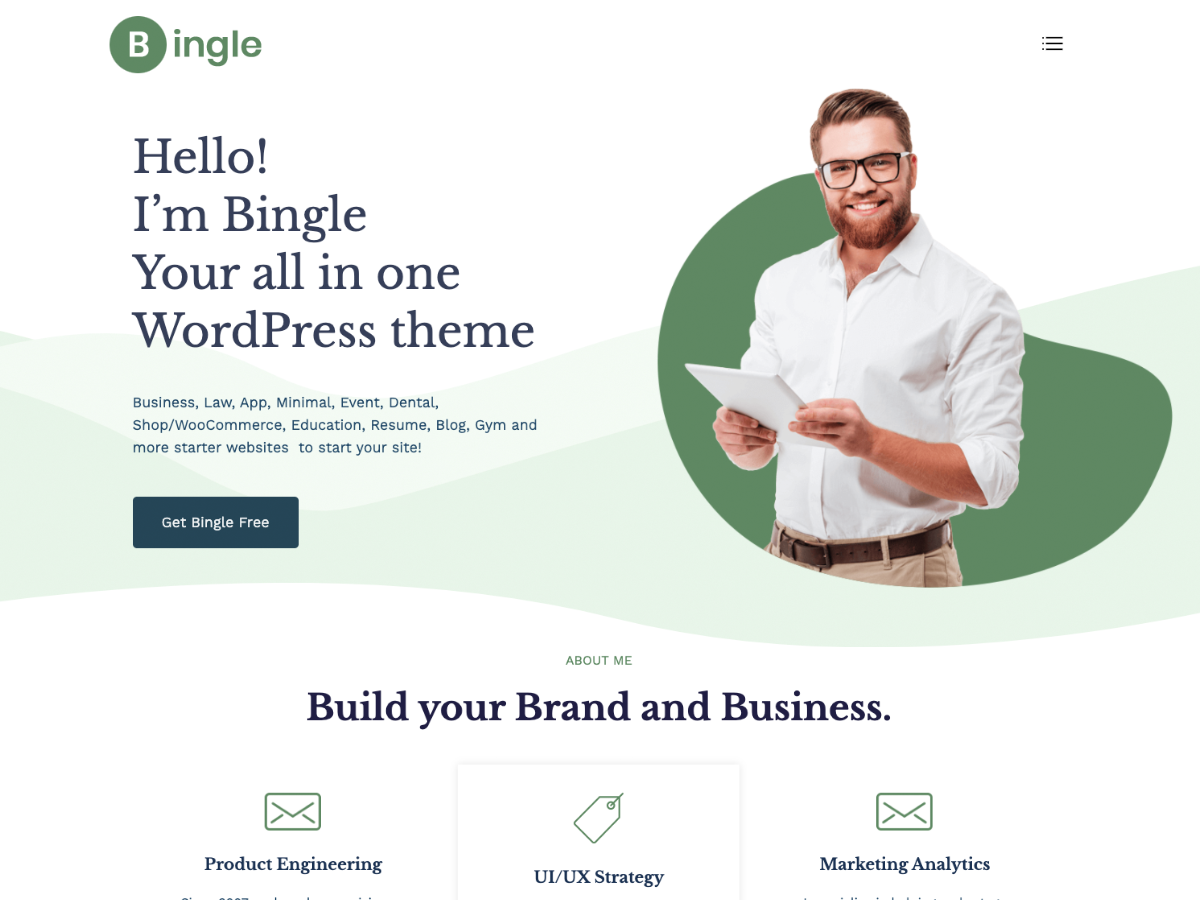 Bingle
Hello!
I’m Bingle
Your all in one
WordPress theme
Business, Law, App, Minimal, Event, Dental,
Shop/WooCommerce, Education, Resume, Blog, Gym and
more starter websites  to start your site!
Get Bingle Free
ABOUT ME
Build your Brand and Business.
Product Engineering
UI/UX Strategy
Marketing Analytics